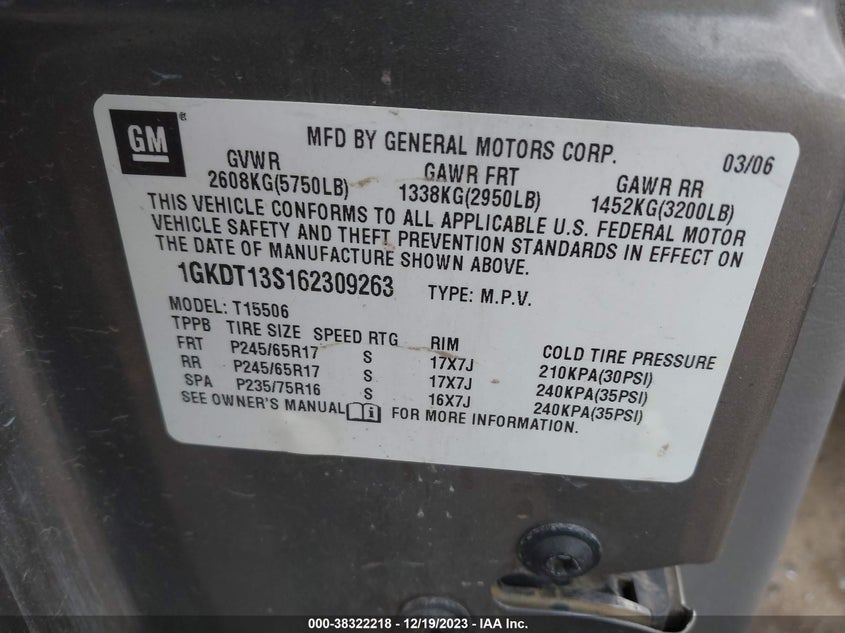 GM
®
MFD BY GENERAL MOTORS CORP.
03/06
GVWR
GAWR FRT
GAWR RR
2608KG(5750LB)
1338KG(2950LB)
1452KG(3200LB)
THIS VEHICLE CONFORMS TO ALL APPLICABLE U.S. FEDERAL MOTOR
VEHICLE SAFETY AND THEFT PREVENTION STANDARDS IN EFFECT ON
THE DATE OF MANUFACTURE SHOWN ABOVE.
1GKDT13S162309263 TYPE: M.P.V.
MODEL: T15506
TPPB TIRE SIZE SPEED RTG RIM COLD TIRE PRESSURE
FRT P245/65R17 S 17X7J 210KPA(30PSI)
RR P245/65R17 S 17X7J 240KPA(35PSI)
SPA P235/75R16 S 16X7J 240KPA(35PSI)
SEE OWNER'S MANUAL i FOR MORE INFORMATION.
000-38322218 - 12/19/2023 - IAA Inc.